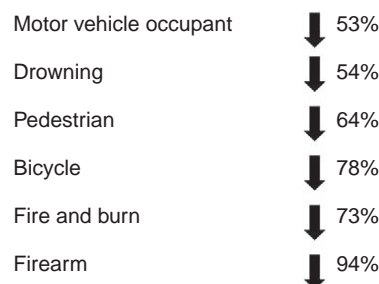 Motor vehicle occupant 53%
Drowning 54%
Pedestrian 64%
Bicycle 78%
Fire and burn 73%
Firearm 94%